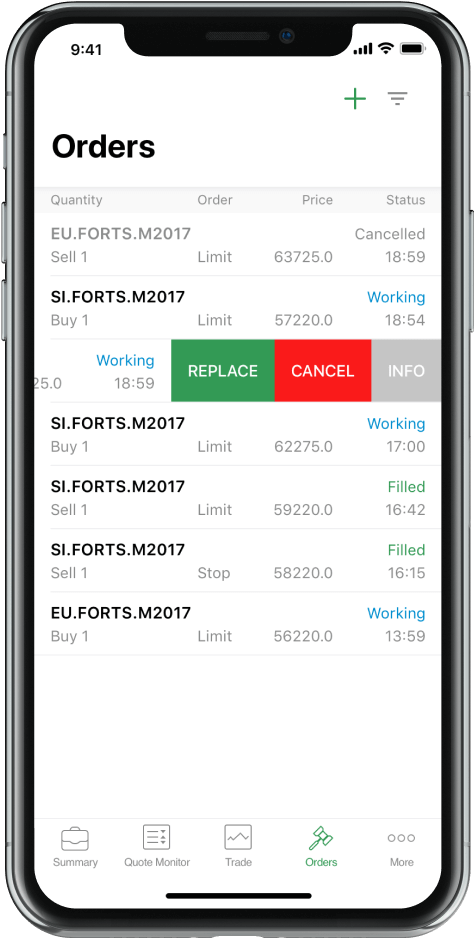 9:41
Orders
Quantity Order Price Status
EU.FORTS.M2017 Cancelled
Sell 1 Limit 63725.0 18:59
SI.FORTS.M2017 Working
Buy 1 Limit 57220.0 18:54
Working REPLACE CANCEL INFO
25.0 18:59
SI.FORTS.M2017 Working
Buy 1 Limit 62275.0 17:00
SI.FORTS.M2017 Filled
Sell 1 Limit 59220.0 16:42
SI.FORTS.M2017 Filled
Sell 1 Stop 58220.0 16:15
EU.FORTS.M2017 Working
Buy 1 Limit 56220.0 13:59
Summary Quote Monitor Trade Orders More